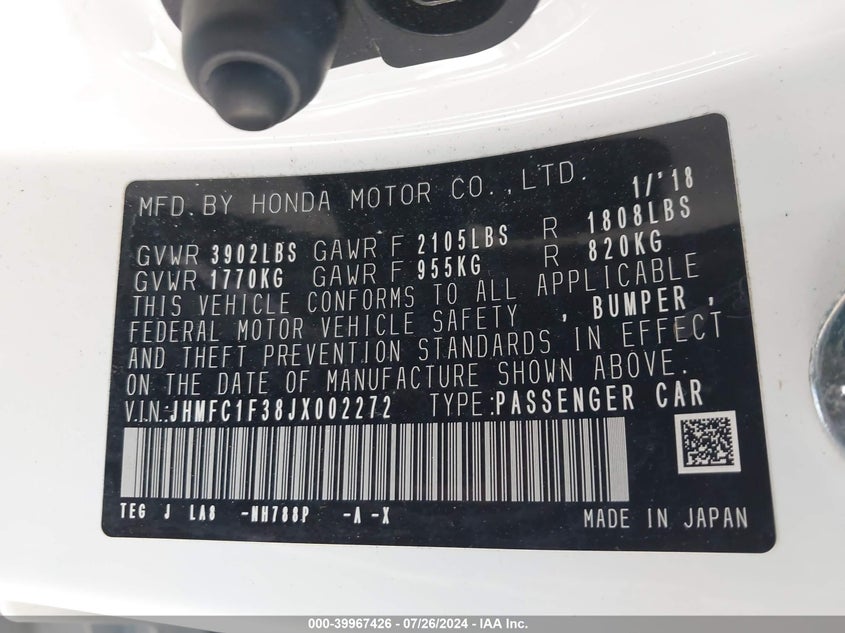 MFD. BY HONDA MOTOR CO.,LTD. 1/'18
GVWR 3902LBS GAWR F 2105LBS R 1808LBS
GVWR 1770KG GAWR F 955KG R 820KG
THIS VEHICLE CONFORMS TO ALL APPLICABLE
FEDERAL MOTOR VEHICLE SAFETY , BUMPER ,
AND THEFT PREVENTION STANDARDS IN EFFECT
ON THE DATE OF MANUFACTURE SHOWN ABOVE.
V.I.N.:JHMFC1F38JX002272 TYPE:PASSENGER CAR
TEG J LA8 -NH788P -A -X
MADE IN JAPAN
000-39967426 - 07/26/2024 - IAA Inc.